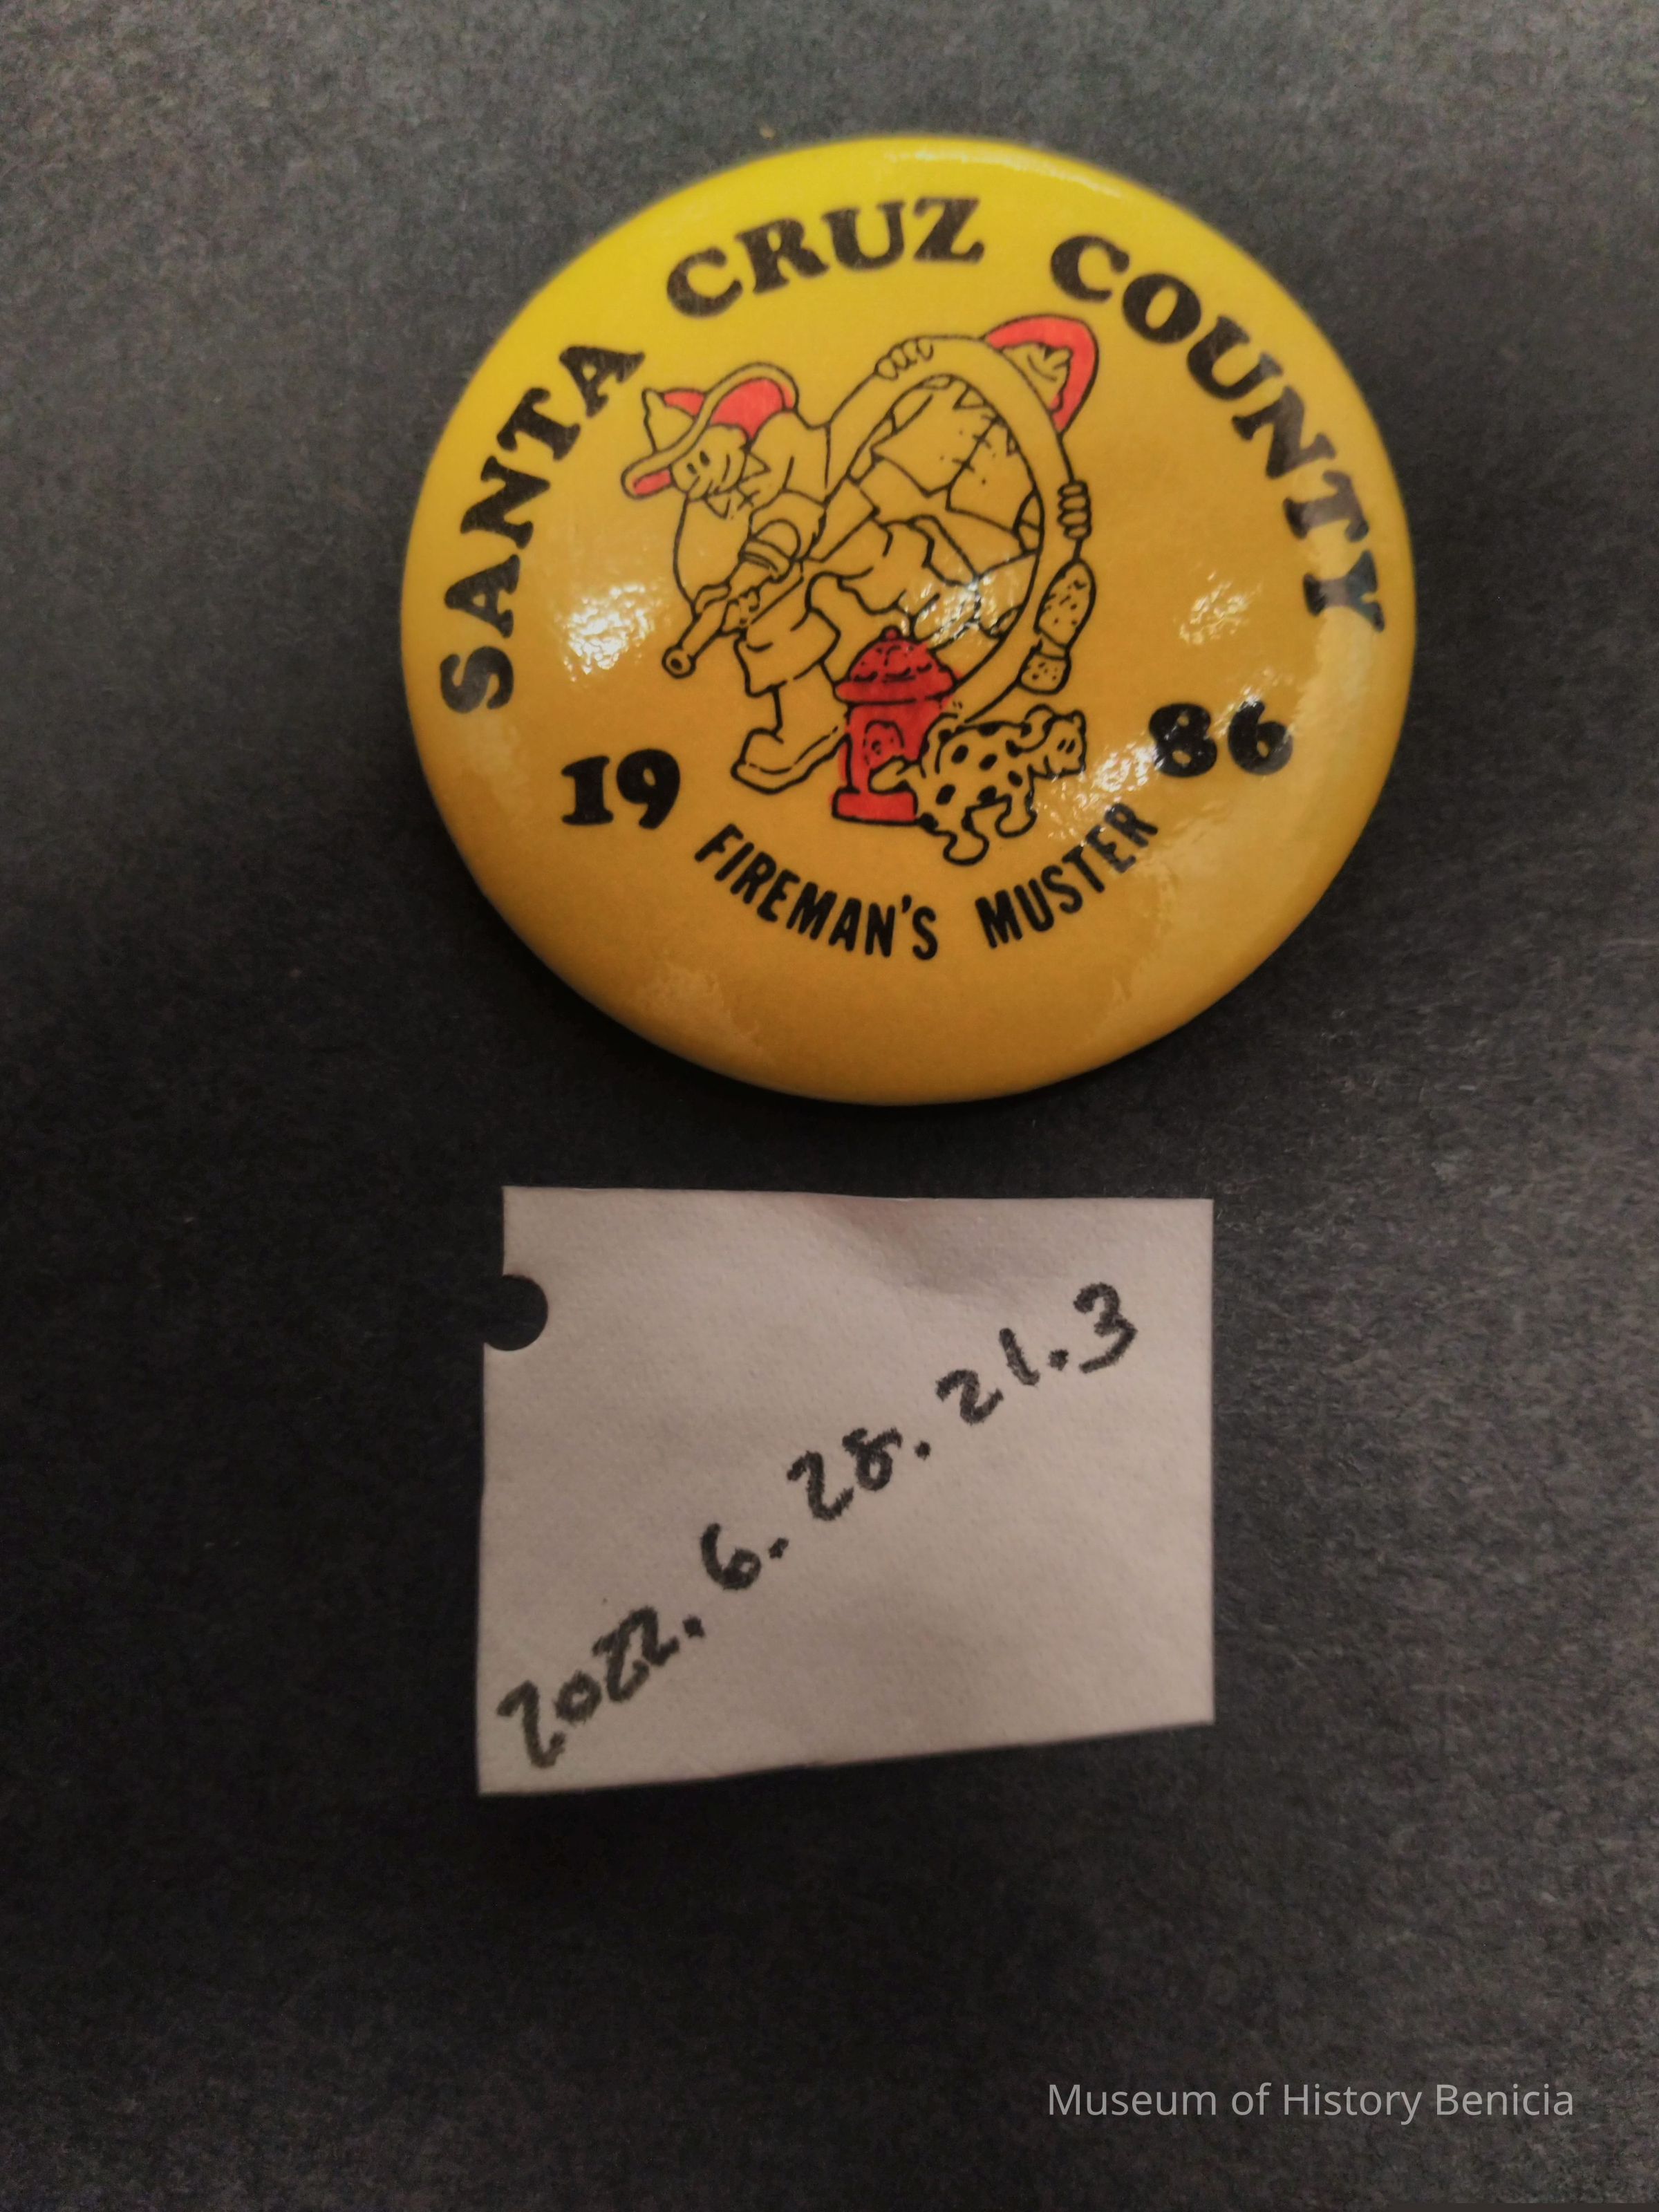 SANTA CRUZ COUNTY
19 86
FIREMAN'S MUSTER
2022.6.28.21.3
Museum of History Benicia